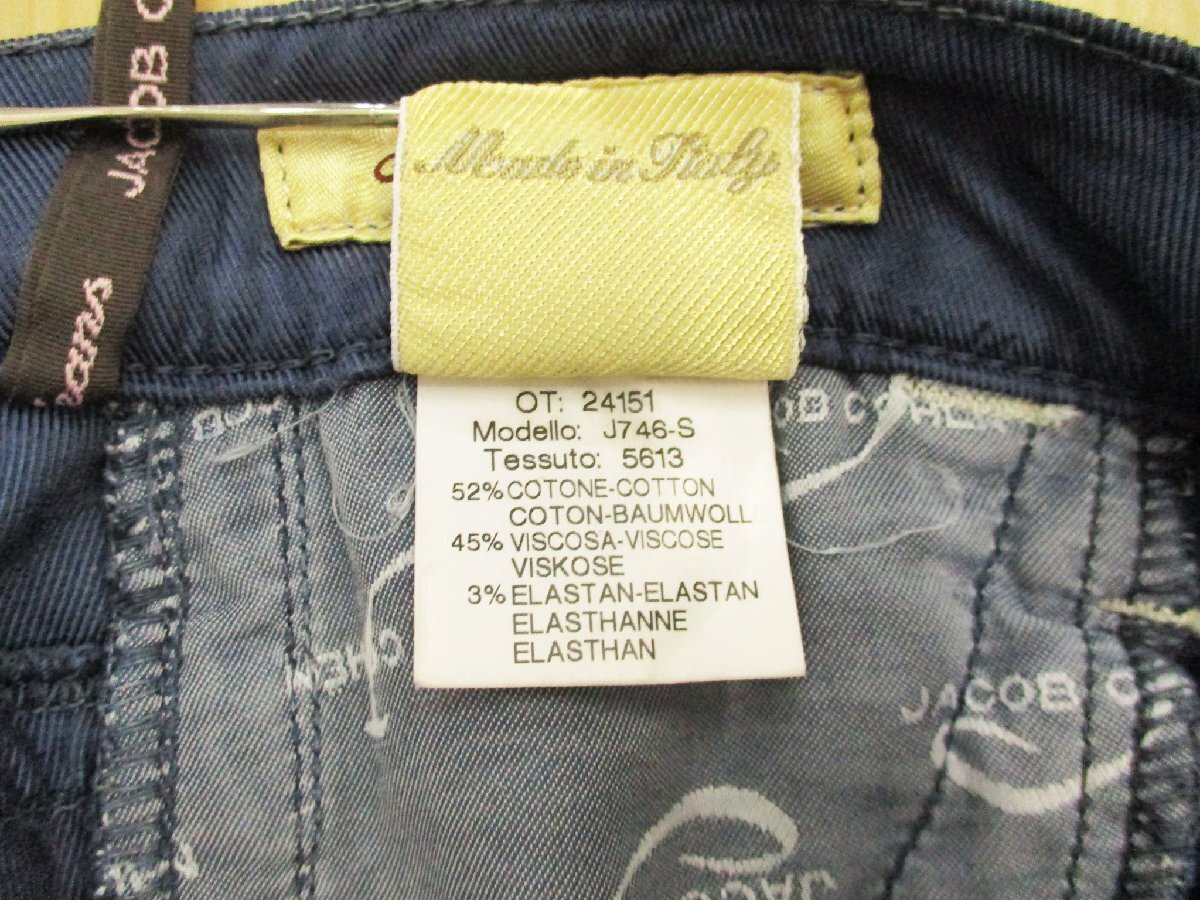 JACOB
Jeans
Made in Italy
OT: 24151
Modello: J746-S
Tessuto: 5613
52% COTONE-COTTON
COTON-BAUMWOLL
45% VISCOSA-VISCOSE
VISKOSE
3% ELASTAN-ELASTAN
ELASTHANNE
ELASTHAN
JACOB